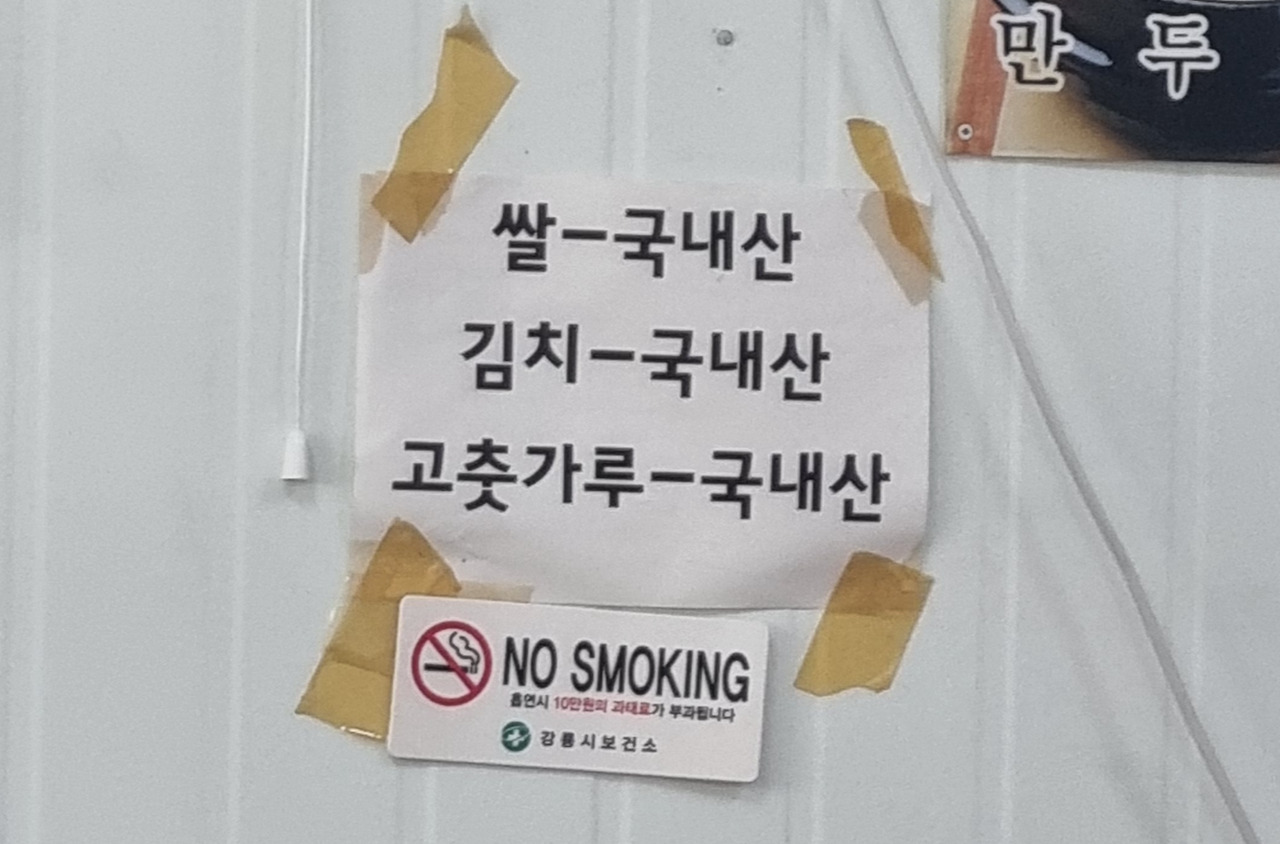 만 두
쌀-국내산
김치-국내산
고춧가루-국내산
NO SMOKING
흡연시 10만원의 과태료가 부과됩니다
강릉시보건소